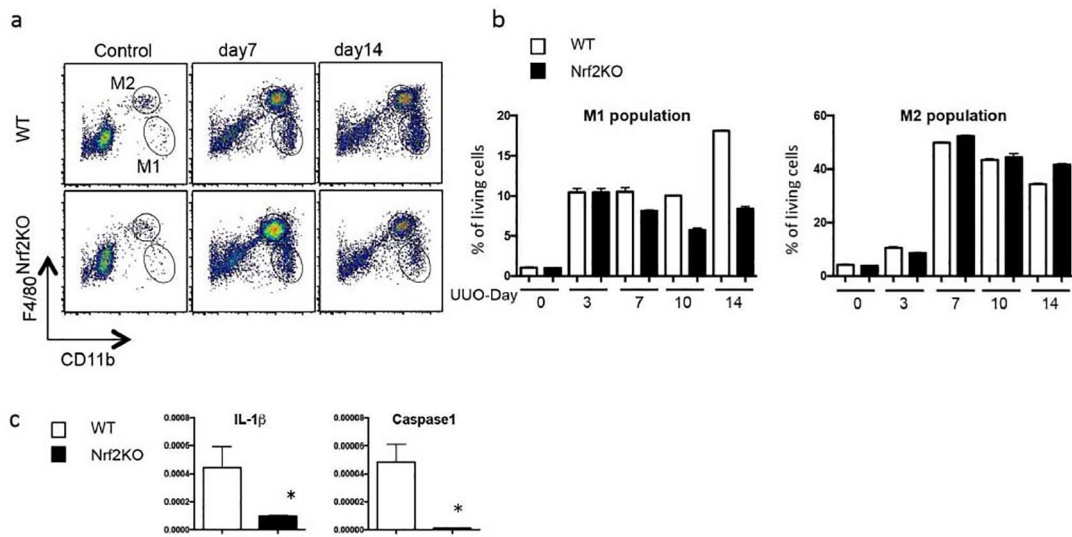 a
Control
day7
day14
M2
M1
WT
Nrf2KO
F4/80
CD11b
b
WT
Nrf2KO
M1 population
% of living cells
20
15
10
5
0
UUO-Day
0
3
7
10
14
M2 population
% of living cells
60
40
20
0
0
3
7
10
14
c
WT
Nrf2KO
IL-1β
0.0008
0.0006
0.0004
0.0002
0.0000
*
Caspase1
0.00008
0.00006
0.00004
0.00002
0.00000
*